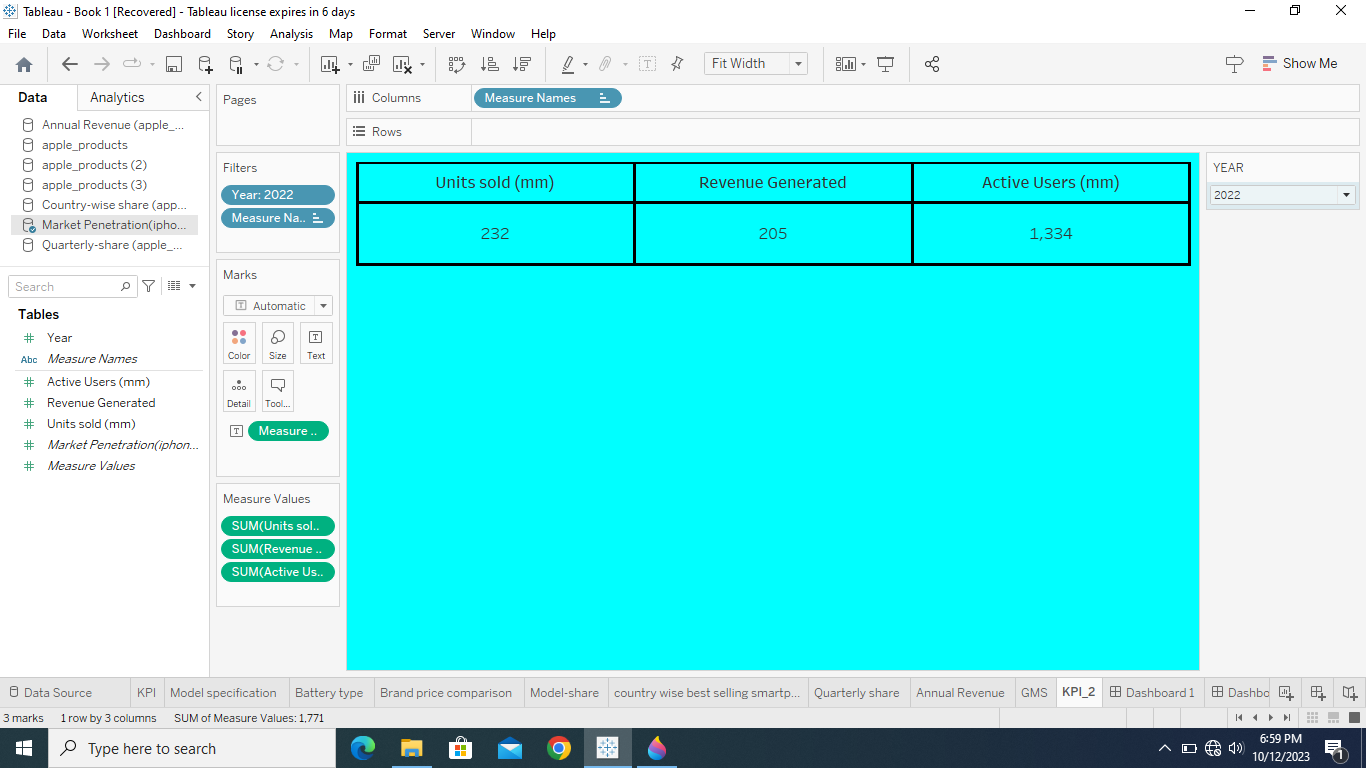 Tableau - Book 1 [Recovered] - Tableau license expires in 6 days
File Data Worksheet Dashboard Story Analysis Map Format Server Window Help
Fit Width
Show Me
Data Analytics
Annual Revenue (apple_...
apple_products
apple_products (2)
apple_products (3)
Country-wise share (app...
Market Penetration(ipho...
Quarterly-share (apple_...
Search
Tables
Year
Abc Measure Names
Active Users (mm)
Revenue Generated
Units sold (mm)
Market Penetration(iphon...
Measure Values
Pages
Filters
Year: 2022
Measure Na..
Marks
Automatic
Color Size Text
Detail Tool...
Measure ..
Measure Values
SUM(Units sol..
SUM(Revenue ..
SUM(Active Us..
Columns Measure Names
Rows
Units sold (mm) Revenue Generated Active Users (mm)
232 205 1,334
YEAR
2022
Data Source KPI Model specification Battery type Brand price comparison Model-share country wise best selling smartp... Quarterly share Annual Revenue GMS KPI_2 Dashboard 1 Dashbo
3 marks 1 row by 3 columns SUM of Measure Values: 1,771
Type here to search
6:59 PM
10/12/2023
1